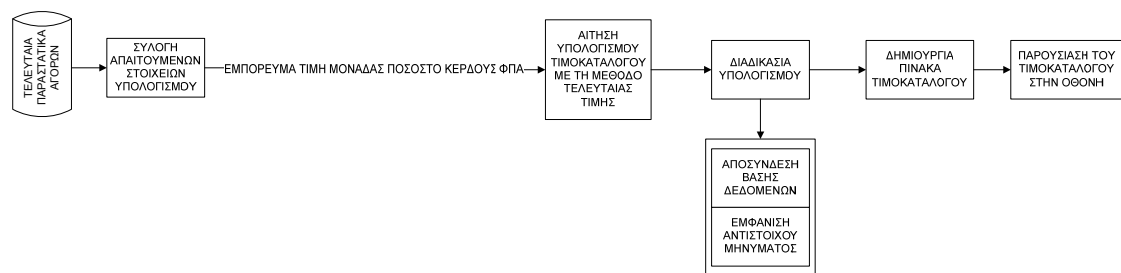 ΤΕΛΕΥΤΑΙΑ
ΠΑΡΑΣΤΑΤΙΚΑ
ΑΓΟΡΩΝ
ΣΥΛΟΓΗ
ΑΠΑΙΤΟΥΜΕΝΩΝ
ΣΤΟΙΧΕΙΩΝ
ΥΠΟΛΟΓΙΣΜΟΥ
ΕΜΠΟΡΕΥΜΑ ΤΙΜΗ ΜΟΝΑΔΑΣ ΠΟΣΟΣΤΟ ΚΕΡΔΟΥΣ ΦΠΑ
ΑΙΤΗΣΗ
ΥΠΟΛΟΓΙΣΜΟΥ
ΤΙΜΟΚΑΤΑΛΟΓΟΥ
ΜΕ ΤΗ ΜΕΘΟΔΟ
ΤΕΛΕΥΤΑΙΑΣ
ΤΙΜΗΣ
ΔΙΑΔΙΚΑΣΙΑ
ΥΠΟΛΟΓΙΣΜΟΥ
ΔΗΜΙΟΥΡΓΙΑ
ΠΙΝΑΚΑ
ΤΙΜΟΚΑΤΑΛΟΓΟΥ
ΠΑΡΟΥΣΙΑΣΗ ΤΟΥ
ΤΙΜΟΚΑΤΑΛΟΓΟΥ
ΣΤΗΝ ΟΘΟΝΗ
ΑΠΟΣΥΝΔΕΣΗ
ΒΑΣΗΣ
ΔΕΔΟΜΕΝΩΝ
ΕΜΦΑΝΙΣΗ
ΑΝΤΙΣΤΟΙΧΟΥ
ΜΗΝΥΜΑΤΟΣ